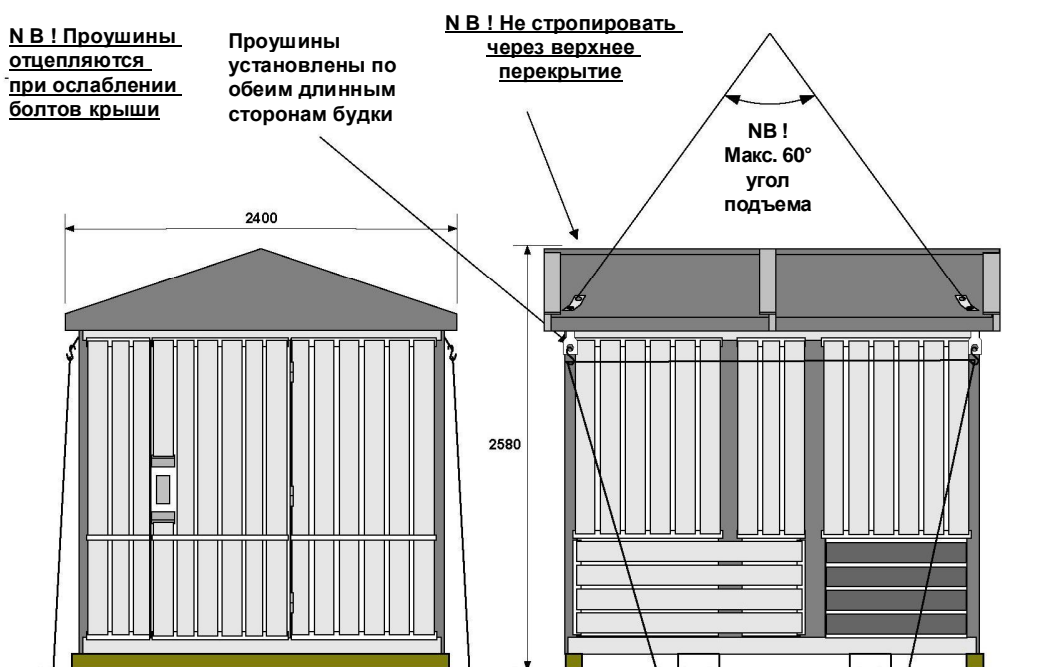 N B ! Проушины
отцепляются
при ослаблении
болтов крыши
Проушины
установлены по
обеим длинным
сторонам будки
N B ! Не стропировать
через верхнее
перекрытие
NB !
Макс. 60°
угол
подъема
2400
2580